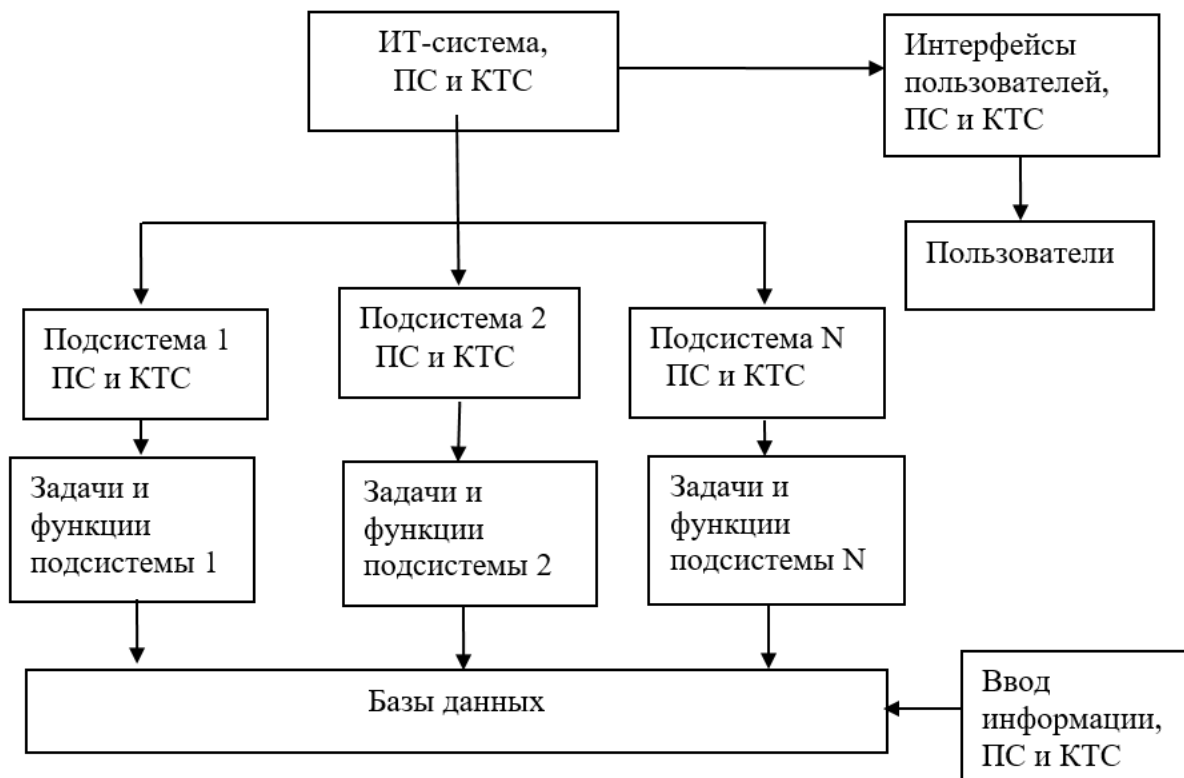 ИТ-система,
ПС и КТС
Интерфейсы
пользователей,
ПС и КТС
Пользователи
Подсистема 1
ПС и КТС
Подсистема 2
ПС и КТС
Подсистема N
ПС и КТС
Задачи и
функции
подсистемы 1
Задачи и
функции
подсистемы 2
Задачи и
функции
подсистемы N
Базы данных
Ввод
информации,
ПС и КТС